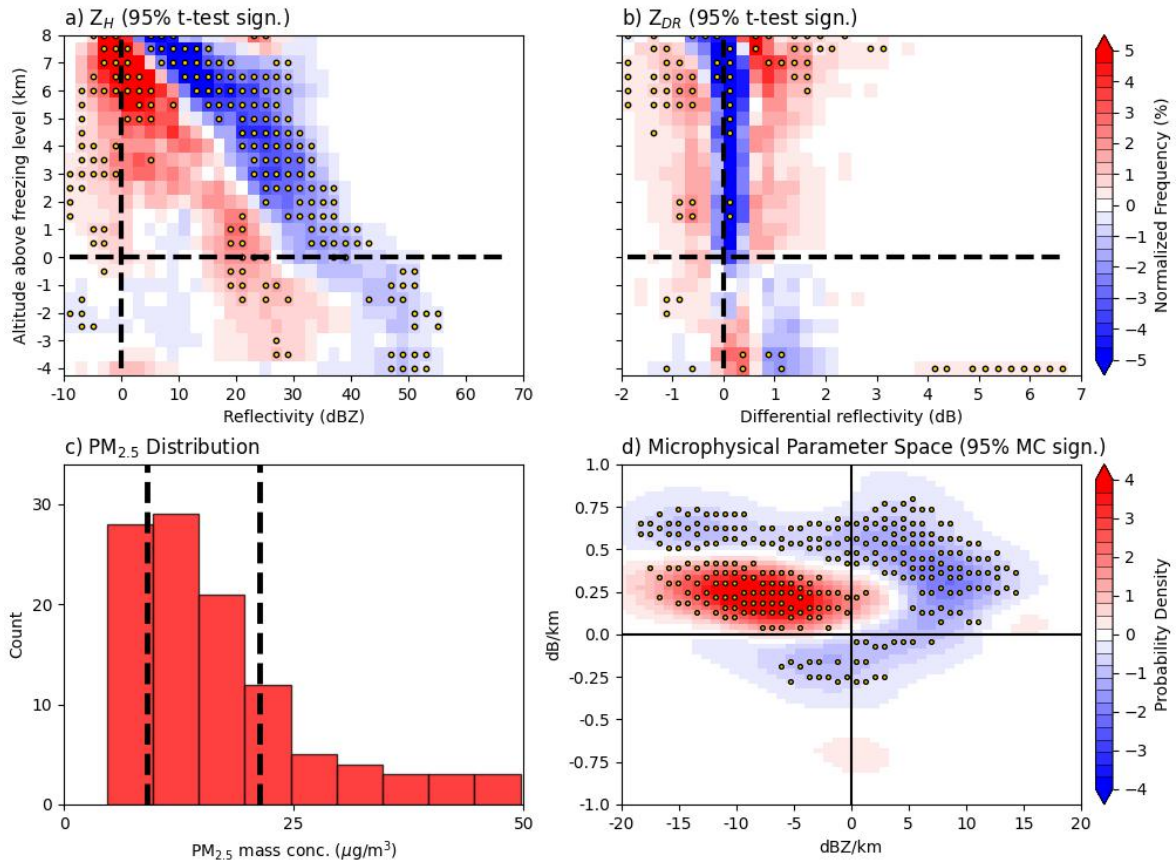 a) Z_H (95% t-test sign.)
b) Z_DR (95% t-test sign.)
8
7
6
5
4
3
2
1
0
-1
-2
-3
-4
Altitude above freezing level (km)
-10 0 10 20 30 40 50 60 70
Reflectivity (dBZ)
-2 -1 0 1 2 3 4 5 6 7
Differential reflectivity (dB)
5
4
3
2
1
0
−1
−2
−3
−4
−5
Normalized Frequency (%)
c) PM2.5 Distribution
d) Microphysical Parameter Space (95% MC sign.)
30
20
10
0
Count
0 25 50
PM2.5 mass conc. (μg/m³)
1.0
0.75
0.5
0.25
0.0
-0.25
-0.5
-0.75
-1.0
dB/km
-20 -15 -10 -5 0 5 10 15 20
dBZ/km
4
3
2
1
0
−1
−2
−3
−4
Probability Density